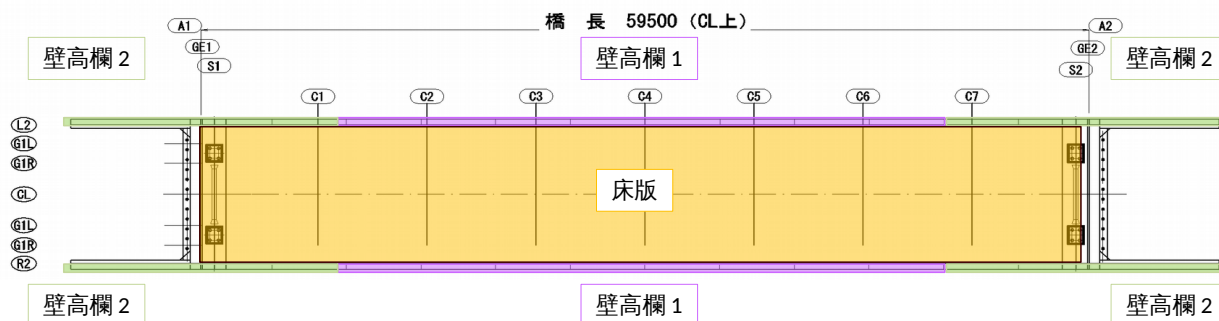 橋 長 59500 (CL上)
A1
A2
GE1
GE2
S1
S2
壁高欄 2
壁高欄 1
壁高欄 2
C1
C2
C3
C4
C5
C6
C7
L2
G1L
G1R
CL
G1L
G1R
R2
床版
壁高欄 2
壁高欄 1
壁高欄 2